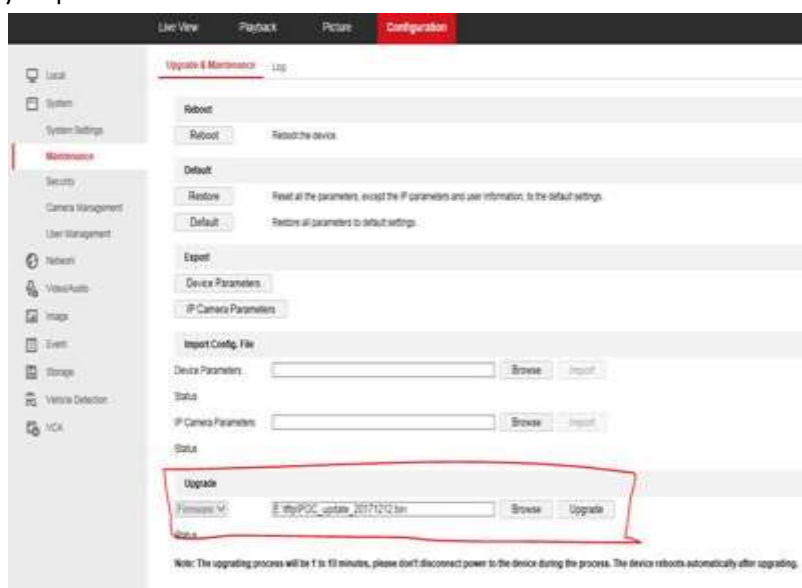 Live View Playback Picture Configuration
Upgrade & Maintenance Log
Local
System
System Settings
Maintenance
Security
Camera Management
User Management
Network
Video/Audio
Image
Event
Storage
Vehicle Detection
VCA
Reboot
Reboot Reboot the device.
Default
Restore Reset all the parameters, except the IP parameters and user information, to the default settings.
Default Restore all parameters to default settings.
Export
Device Parameters
IP Camera Parameters
Import Config. File
Device Parameters Browse Import
Status
IP Camera Parameters Browse Import
Status
Upgrade
Firmware Browse Upgrade
Status
Note: The upgrading process will be 1 to 10 minutes, please don't disconnect power to the device during the process. The device reboots automatically after upgrading.